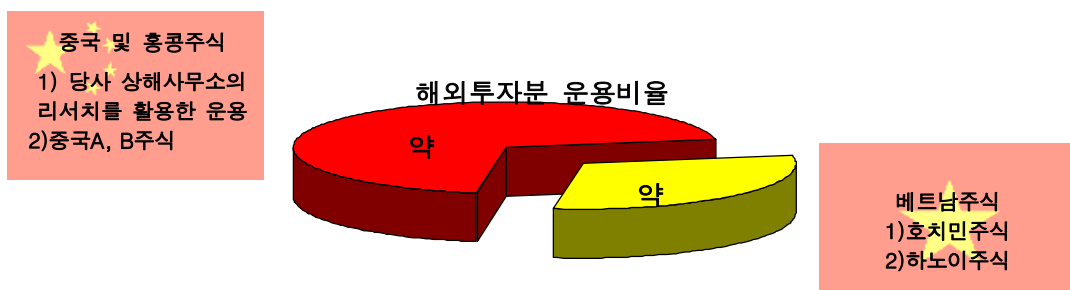 중국 및 홍콩주식
1) 당사 상해사무소의
리서치를 활용한 운용
2)중국A, B주식
해외투자분 운용비율
약
약
베트남주식
1)호치민주식
2)하노이주식